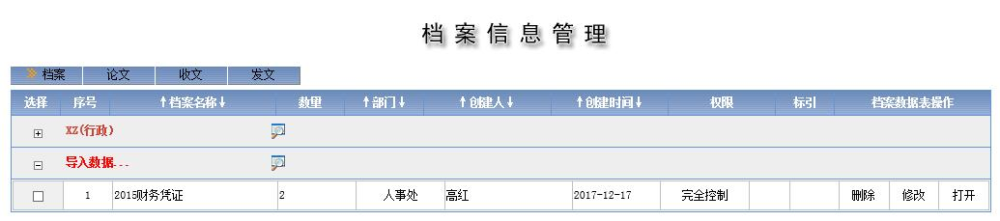 档案信息管理
档案 论文 收文 发文
选择 序号 ↑档案名称↓ 数量 ↑部门↓ ↑创建人↓ ↑创建时间↓ 权限 标引 档案数据表操作
XZ(行政)
导入数据...
1 2015财务凭证 2 人事处 高红 2017-12-17 完全控制 删除 修改 打开